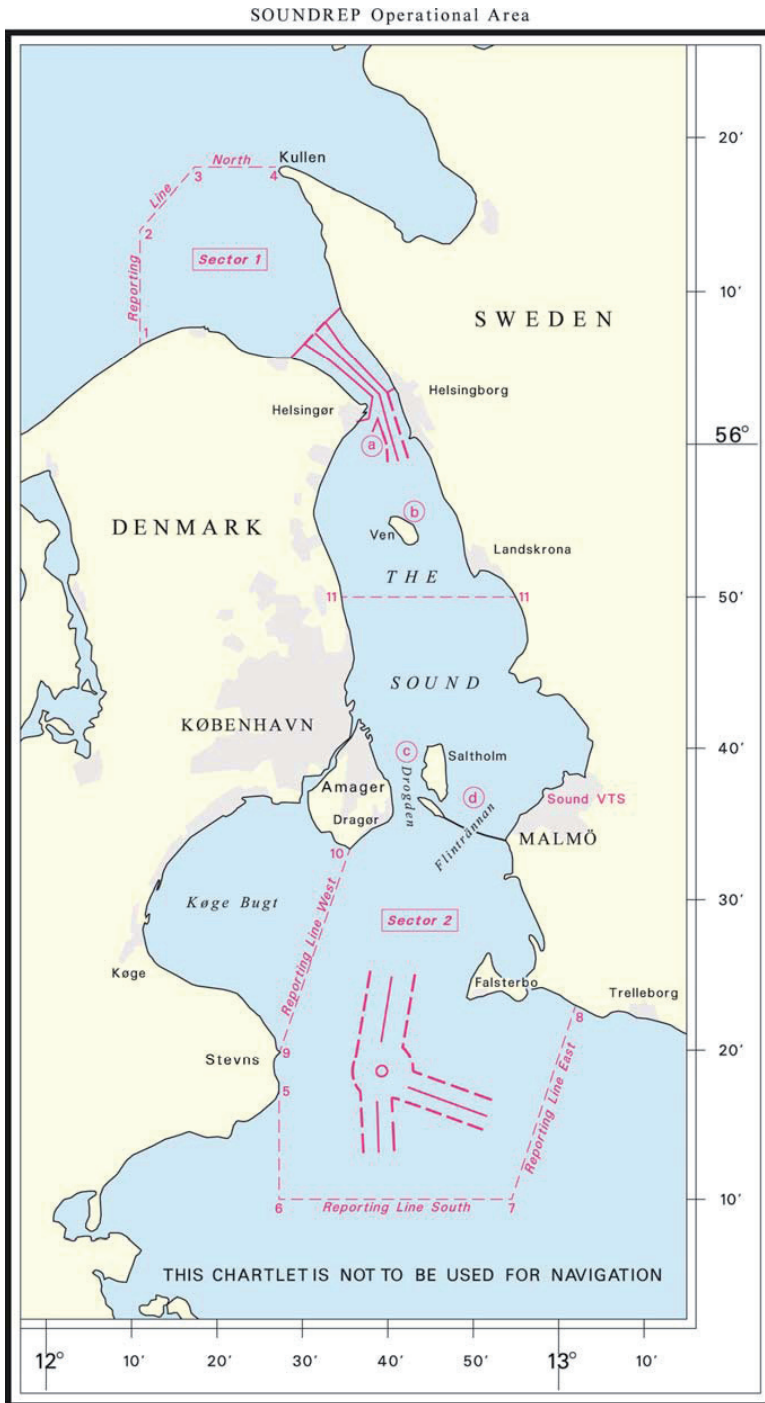 SOUNDREP Operational Area
20′
Kullen
North
3
4
Line
2
Sector 1
Reporting
1
10′
SWEDEN
Helsingør
Helsingborg
a
56°
b
DENMARK
Ven
Landskrona
THE
11
11
50′
SOUND
KØBENHAVN
c
Saltholm
40′
Amager
Drogden
d
Sound VTS
Dragør
Flintrännan
MALMÖ
10
30′
Køge Bugt
Sector 2
Reporting Line West
Køge
Falsterbo
Trelleborg
8
20′
Stevns
9
5
Reporting Line East
6
Reporting Line South
7
10′
THIS CHARTLET IS NOT TO BE USED FOR NAVIGATION
12° 10′ 20′ 30′ 40′ 50′ 13° 10′